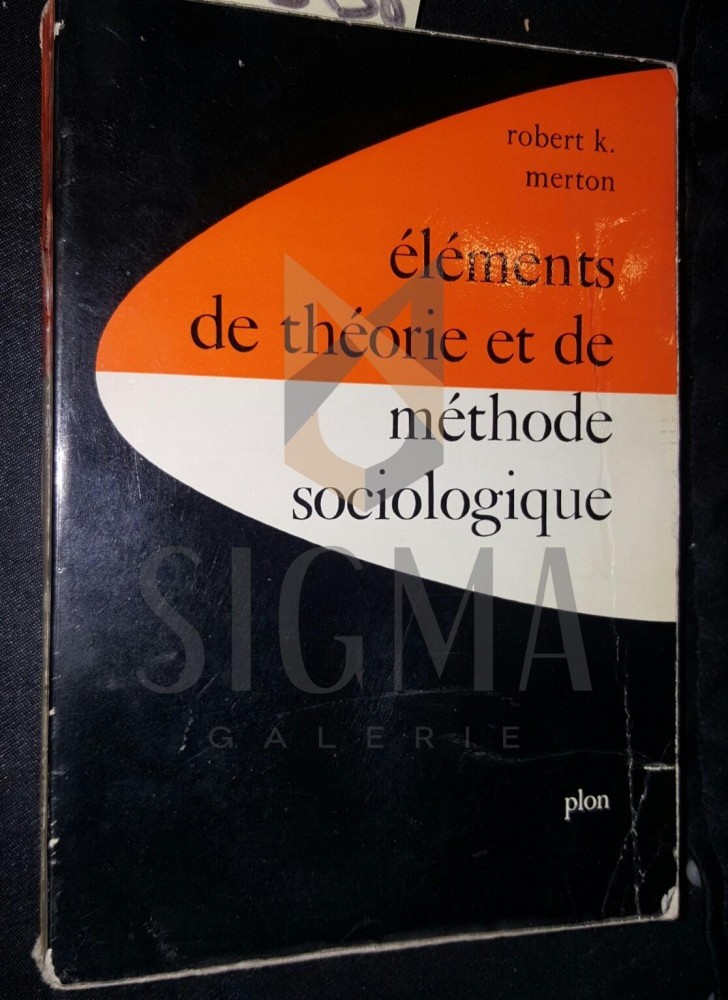 robert k.
merton
éléments
de théorie et de
méthode
sociologique
SIGMA
GALERIE
plon